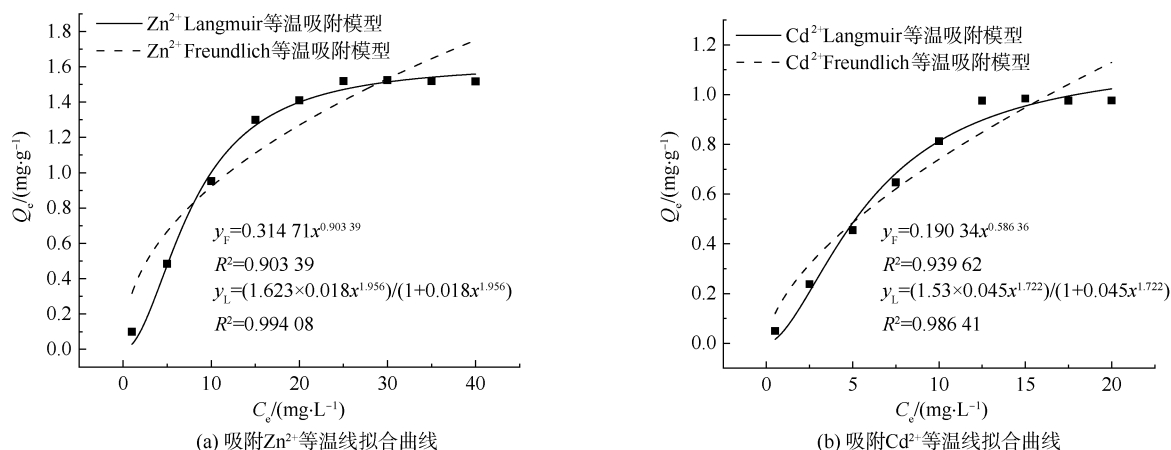 Zn²⁺Langmuir等温吸附模型
Zn²⁺Freundlich等温吸附模型
1.8
1.6
1.4
1.2
1.0
0.8
0.6
0.4
0.2
0.0
Qₑ/(mg·g⁻¹)
y_F=0.314 71x^0.903 39
R²=0.903 39
y_L=(1.623×0.018x^1.956)/(1+0.018x^1.956)
R²=0.994 08
0 10 20 30 40
Cₑ/(mg·L⁻¹)
(a) 吸附Zn²⁺等温线拟合曲线
Cd²⁺Langmuir等温吸附模型
Cd²⁺Freundlich等温吸附模型
1.2
1.0
0.8
0.6
0.4
0.2
0.0
Qₑ/(mg·g⁻¹)
y_F=0.190 34x^0.586 36
R²=0.939 62
y_L=(1.53×0.045x^1.722)/(1+0.045x^1.722)
R²=0.986 41
0 5 10 15 20
Cₑ/(mg·L⁻¹)
(b) 吸附Cd²⁺等温线拟合曲线